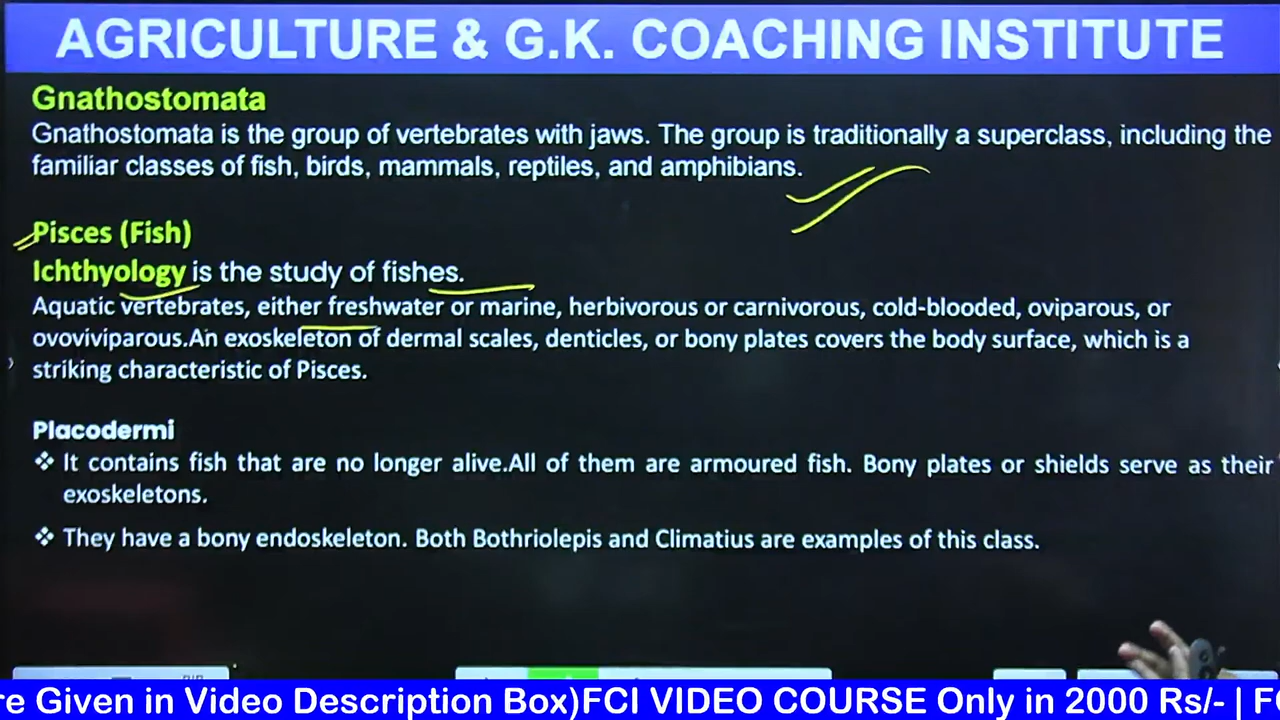 AGRICULTURE & G.K. COACHING INSTITUTE
Gnathostomata
Gnathostomata is the group of vertebrates with jaws. The group is traditionally a superclass, including the
familiar classes of fish, birds, mammals, reptiles, and amphibians.
Pisces (Fish)
Ichthyology is the study of fishes.
Aquatic vertebrates, either freshwater or marine, herbivorous or carnivorous, cold-blooded, oviparous, or
ovoviviparous.An exoskeleton of dermal scales, denticles, or bony plates covers the body surface, which is a
striking characteristic of Pisces.
Placodermi
❖ It contains fish that are no longer alive.All of them are armoured fish. Bony plates or shields serve as their
exoskeletons.
❖ They have a bony endoskeleton. Both Bothriolepis and Climatius are examples of this class.
re Given in Video Description Box)FCI VIDEO COURSE Only in 2000 Rs/- | F